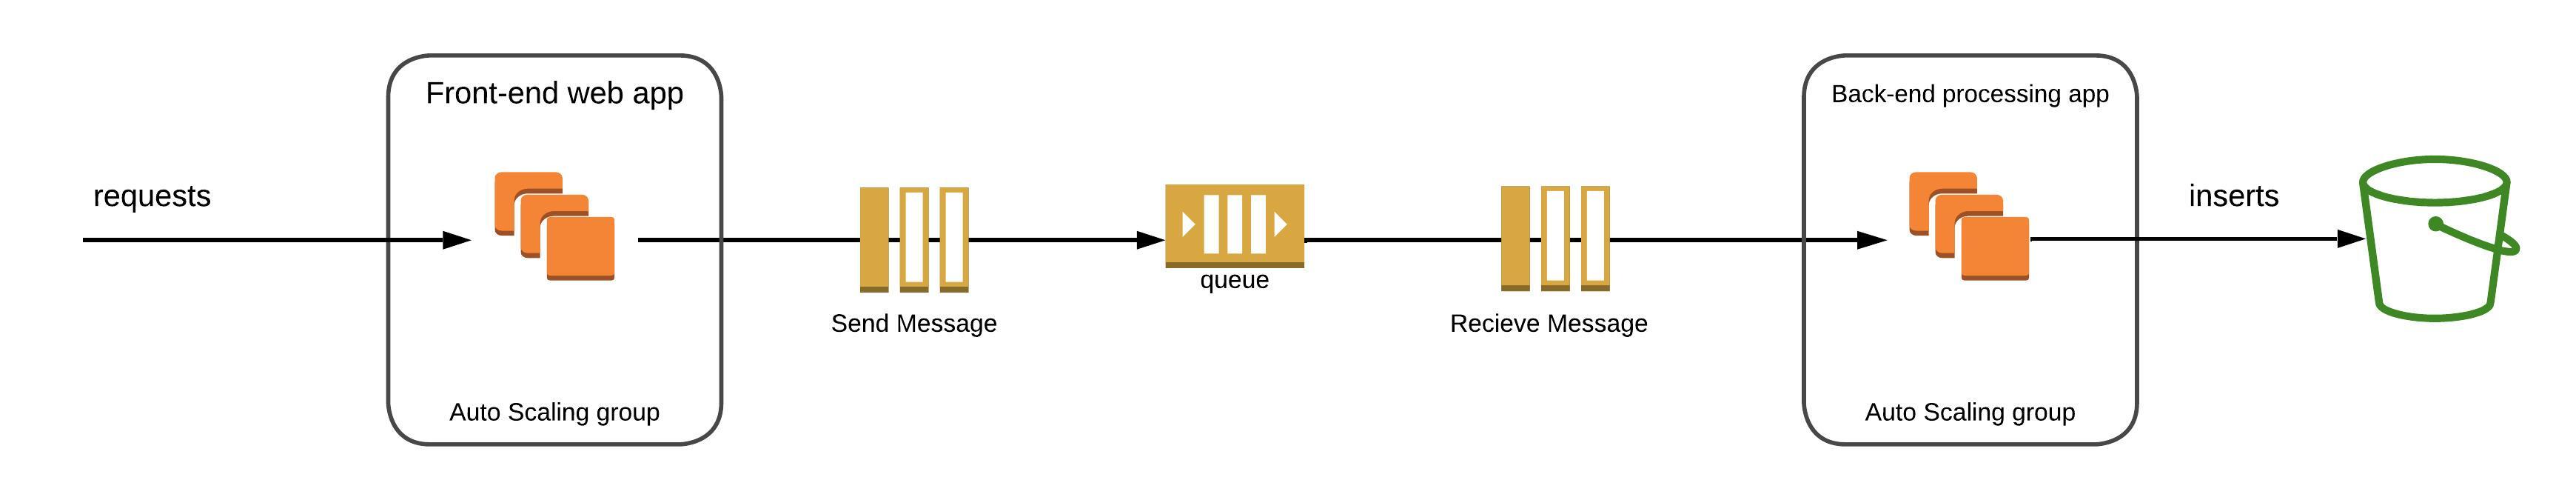 Front-end web app
Back-end processing app
requests
inserts
queue
Send Message
Recieve Message
Auto Scaling group
Auto Scaling group